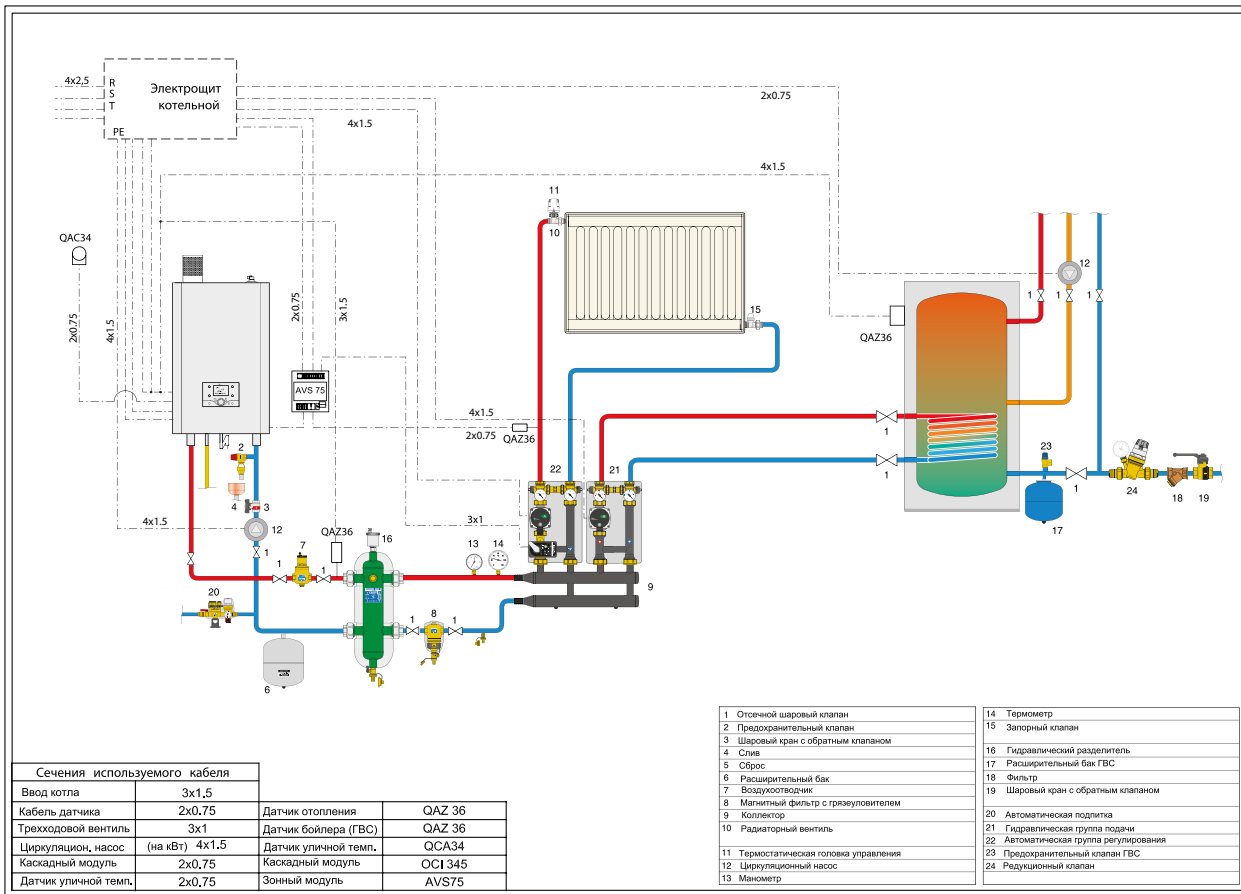 4x2,5
R
S
T
PE
Электрощит
котельной
2x0.75
4x1.5
4x1.5
QAC34
2x0.75
4x1.5
2x0.75
3x1.5
AVS 75
11
10
15
12
1
1
1
QAZ36
4x1.5
2x0.75
QAZ36
1
1
23
1
24
18
19
17
2
4
3
12
4x1.5
1
QAZ36
3x1
22
21
7
1
1
16
13
14
9
20
6
1
8
1
Сечения используемого кабеля
Ввод котла 3x1.5
Кабель датчика 2x0.75 Датчик отопления QAZ 36
Трехходовой вентиль 3x1 Датчик бойлера (ГВС) QAZ 36
Циркуляцион. насос (на кВт) 4x1.5 Датчик уличной темп. QCA34
Каскадный модуль 2x0.75 Каскадный модуль OCI 345
Датчик уличной темп. 2x0.75 Зонный модуль AVS75
1 Отсечной шаровый клапан
2 Предохранительный клапан
3 Шаровый кран с обратным клапаном
4 Слив
5 Сброс
6 Расширительный бак
7 Воздухоотводчик
8 Магнитный фильтр с грязеуловителем
9 Коллектор
10 Радиаторный вентиль
11 Термостатическая головка управления
12 Циркуляционный насос
13 Манометр
14 Термометр
15 Запорный клапан
16 Гидравлический разделитель
17 Расширительный бак ГВС
18 Фильтр
19 Шаровый кран с обратным клапаном
20 Автоматическая подпитка
21 Гидравлическая группа подачи
22 Автоматическая группа регулирования
23 Предохранительный клапан ГВС
24 Редукционный клапан